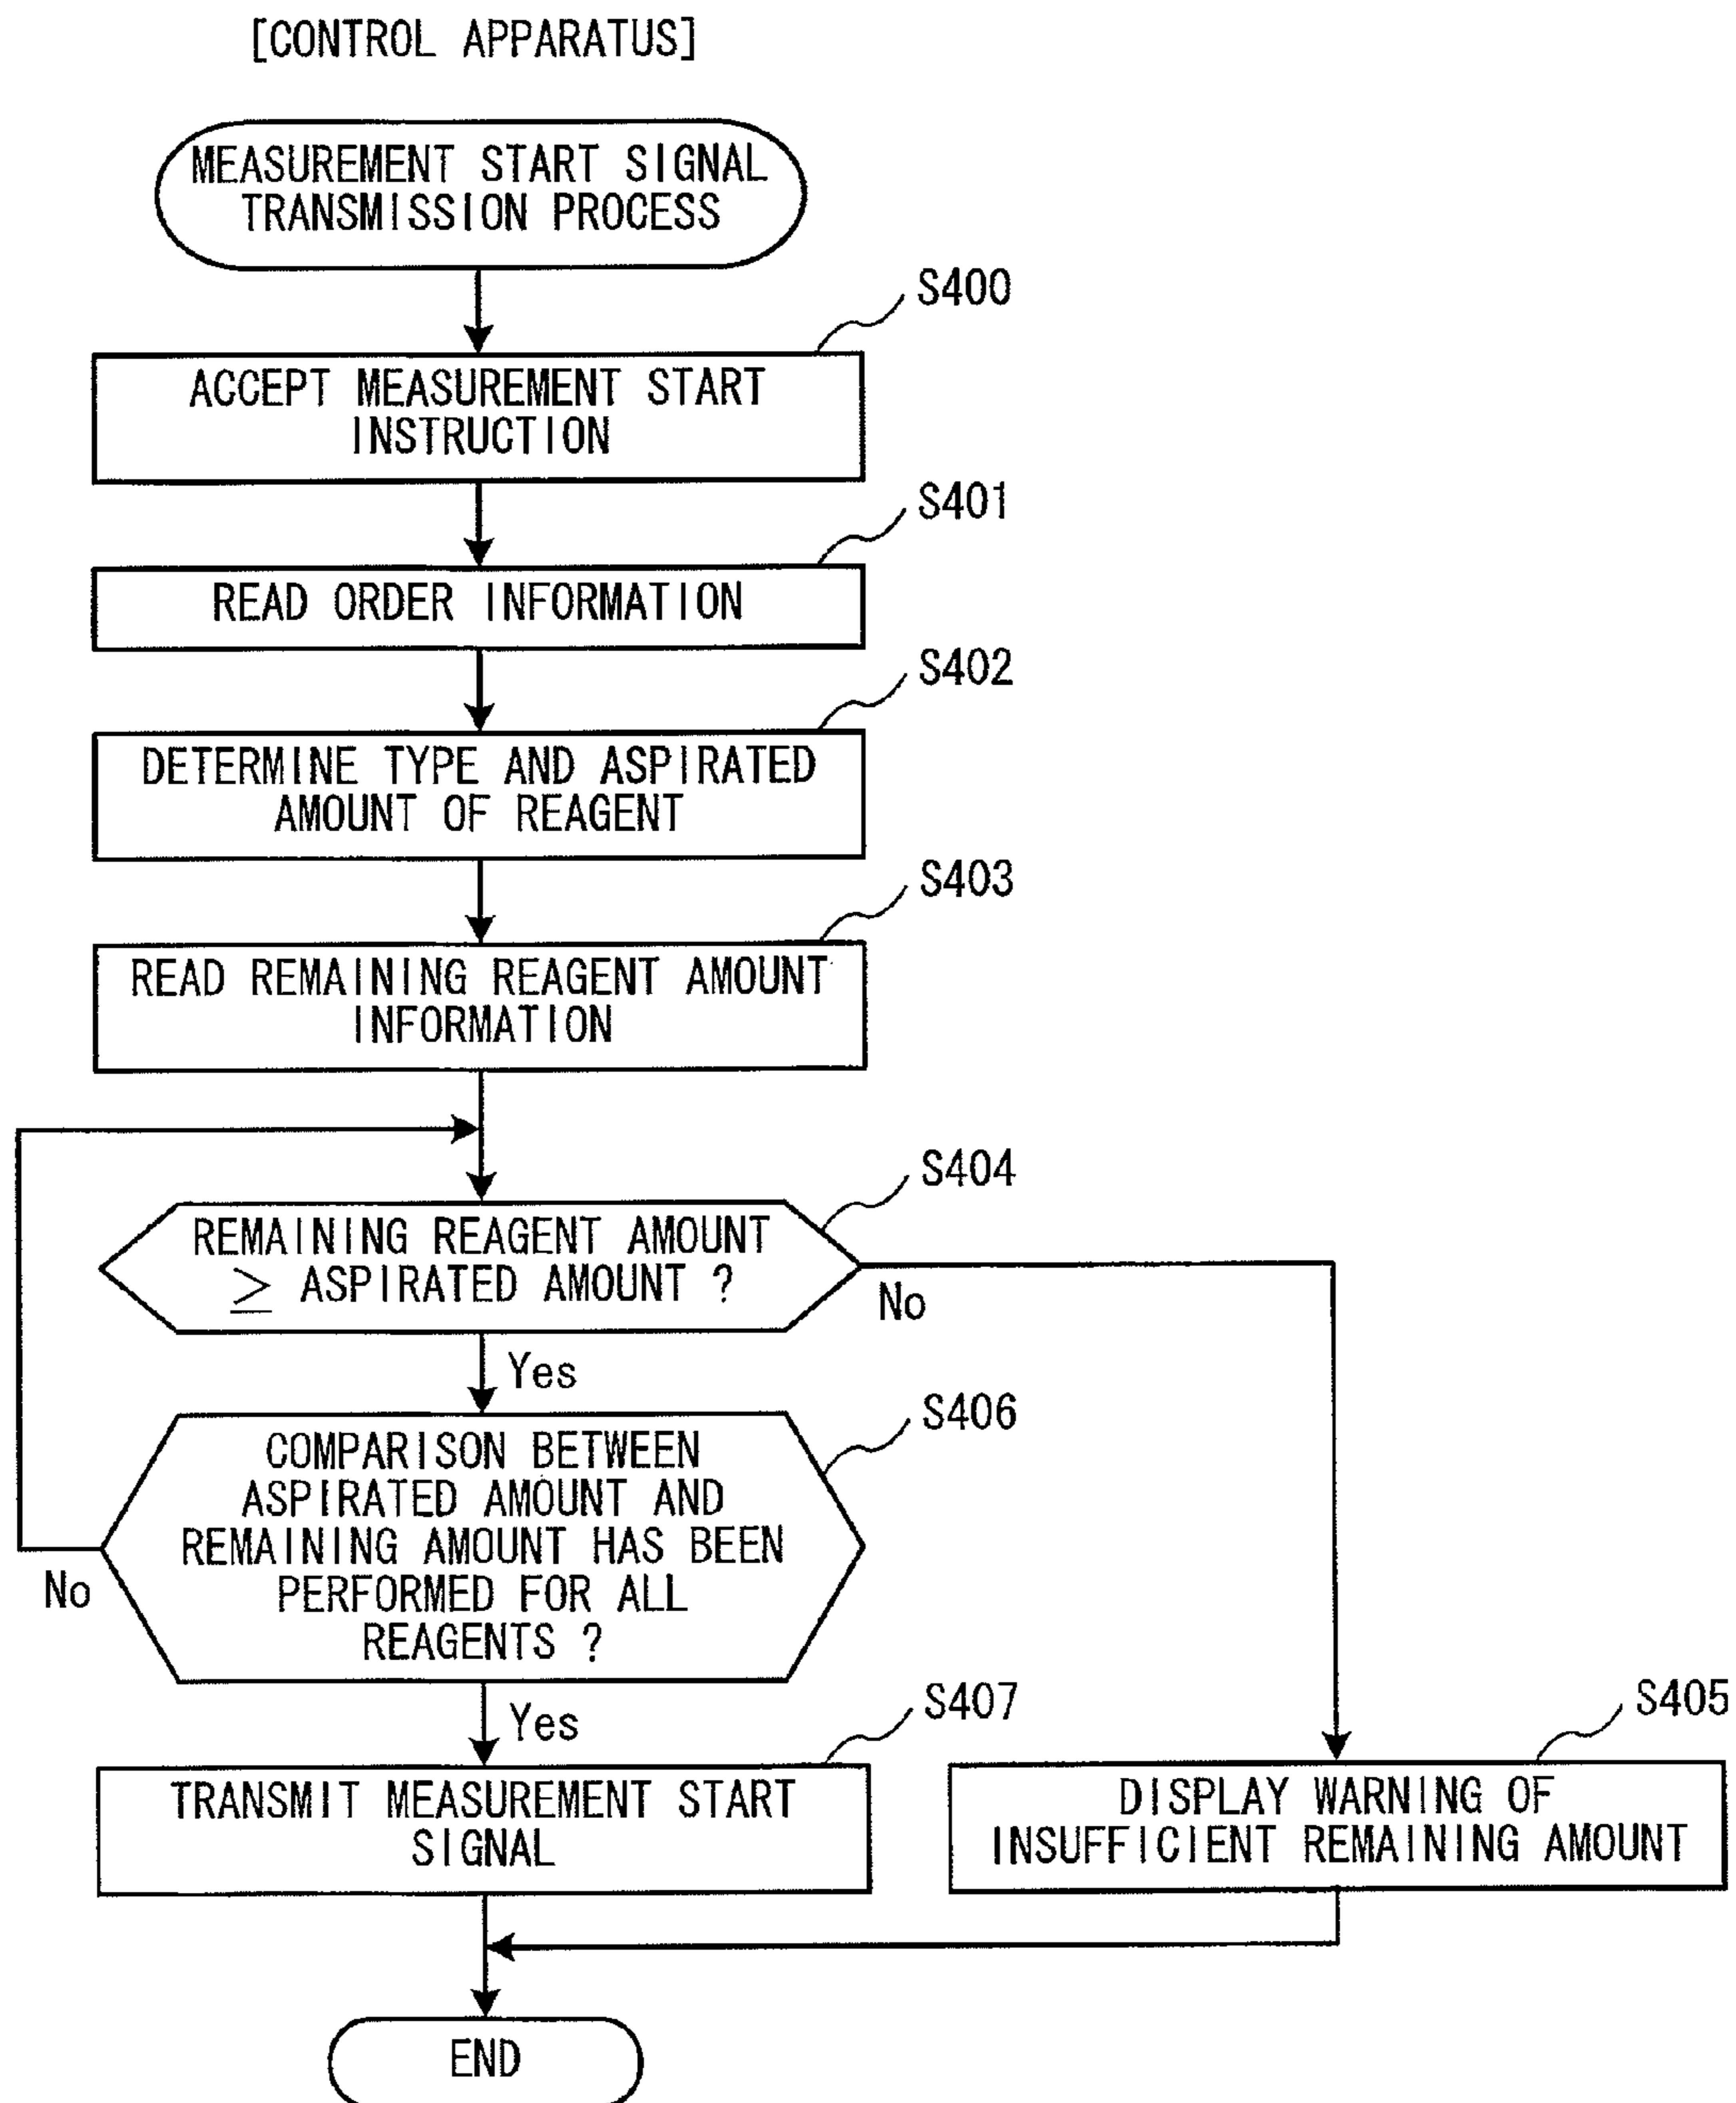 [CONTROL APPARATUS]
MEASUREMENT START SIGNAL
TRANSMISSION PROCESS
S400
ACCEPT MEASUREMENT START
INSTRUCTION
S401
READ ORDER INFORMATION
S402
DETERMINE TYPE AND ASPIRATED
AMOUNT OF REAGENT
S403
READ REMAINING REAGENT AMOUNT
INFORMATION
S404
REMAINING REAGENT AMOUNT
≥ ASPIRATED AMOUNT ?
No
Yes
S406
COMPARISON BETWEEN
ASPIRATED AMOUNT AND
REMAINING AMOUNT HAS BEEN
PERFORMED FOR ALL
REAGENTS ?
No
Yes
S407
TRANSMIT MEASUREMENT START
SIGNAL
S405
DISPLAY WARNING OF
INSUFFICIENT REMAINING AMOUNT
END